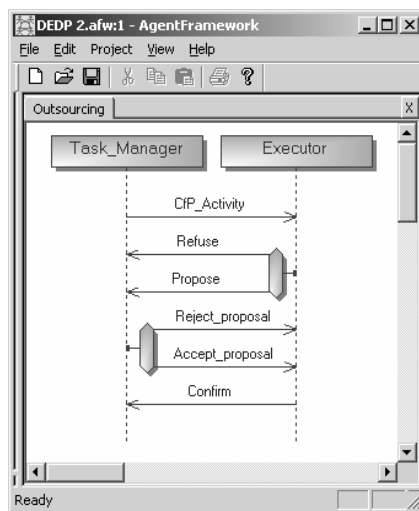 DEDP 2.afw:1 - AgentFramework
File Edit Project View Help
Outsourcing
X
Task_Manager Executor
CfP_Activity
Refuse
Propose
Reject_proposal
Accept_proposal
Confirm
Ready